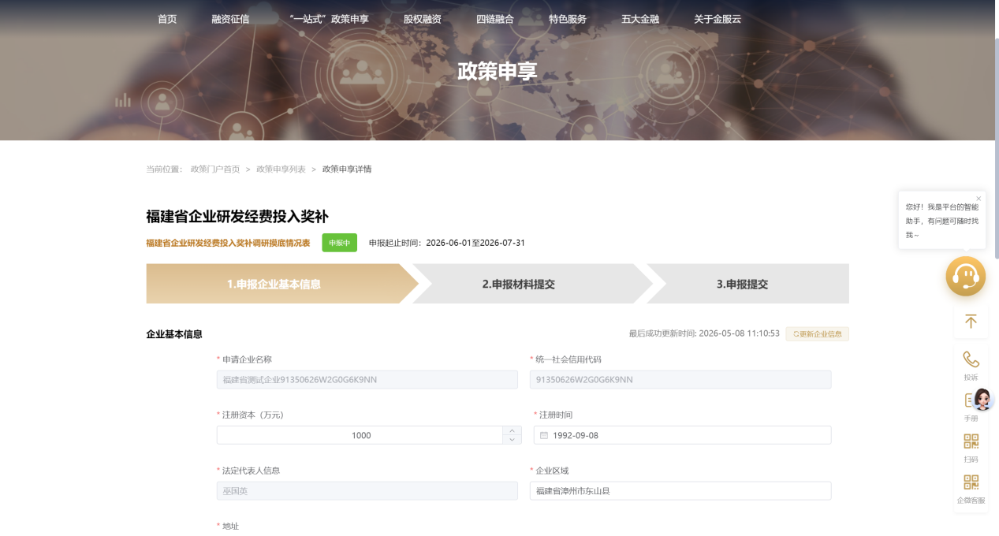 首页 融资征信 “一站式”政策申享 股权融资 四链融合 特色服务 五大金融 关于金服云
政策申享
当前位置： 政策门户首页 > 政策申享列表 > 政策申享详情
福建省企业研发经费投入奖补
福建省企业研发经费投入奖补调研摸底情况表 申报中 申报起止时间：2026-06-01至2026-07-31
1.申报企业基本信息 2.申报材料提交 3.申报提交
企业基本信息 最后成功更新时间: 2026-05-08 11:10:53 更新企业信息
* 申请企业名称 * 统一社会信用代码
福建省测试企业91350626W2G0G6K9NN 91350626W2G0G6K9NN
* 注册资本（万元） * 注册时间
1000 1992-09-08
* 法定代表人信息 * 企业区域
巫国英 福建省漳州市东山县
* 地址
您好！我是平台的智能
助手，有问题可随时找
我~
投诉
手册
扫码
企微客服